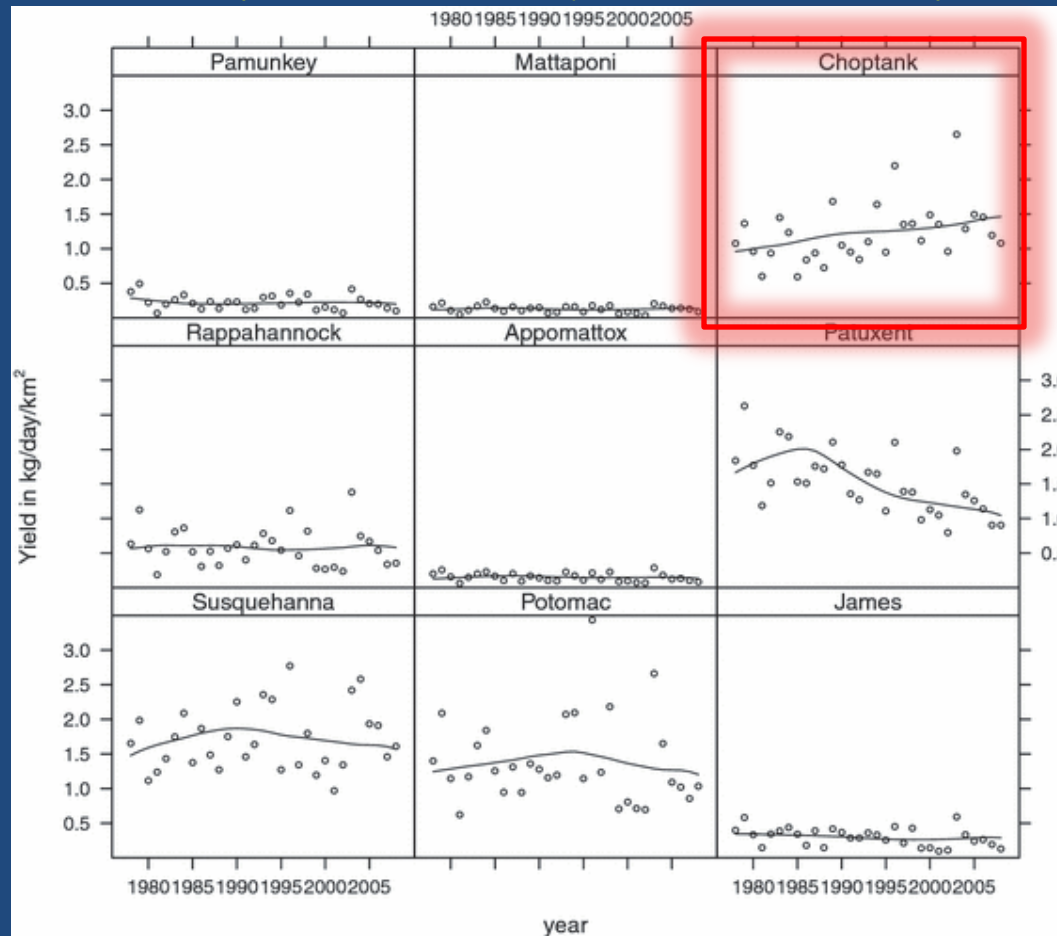 1980 1985 1990 1995 2000 2005
Pamunkey Mattaponi Choptank
3.0
2.5
2.0
1.5
1.0
0.5
Rappahannock Appomattox Patuxent
Yield in kg/day/km²
Susquehanna Potomac James
3.0
2.5
2.0
1.5
1.0
0.5
1980 1985 1990 1995 2000 2005 1980 1985 1990 1995 2000 2005
year